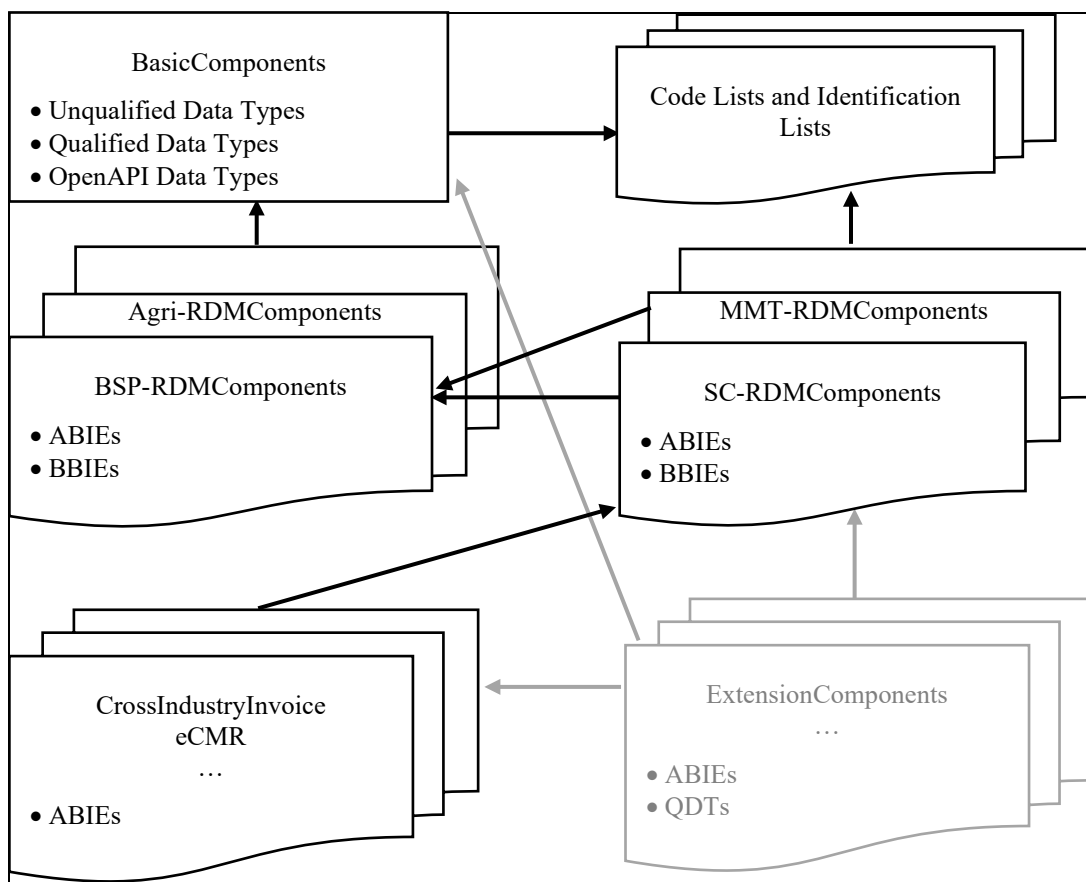 BasicComponents
• Unqualified Data Types
• Qualified Data Types
• OpenAPI Data Types
Code Lists and Identification
Lists
Agri-RDMComponents
BSP-RDMComponents
• ABIEs
• BBIEs
MMT-RDMComponents
SC-RDMComponents
• ABIEs
• BBIEs
CrossIndustryInvoice
eCMR
…
• ABIEs
ExtensionComponents
…
• ABIEs
• QDTs